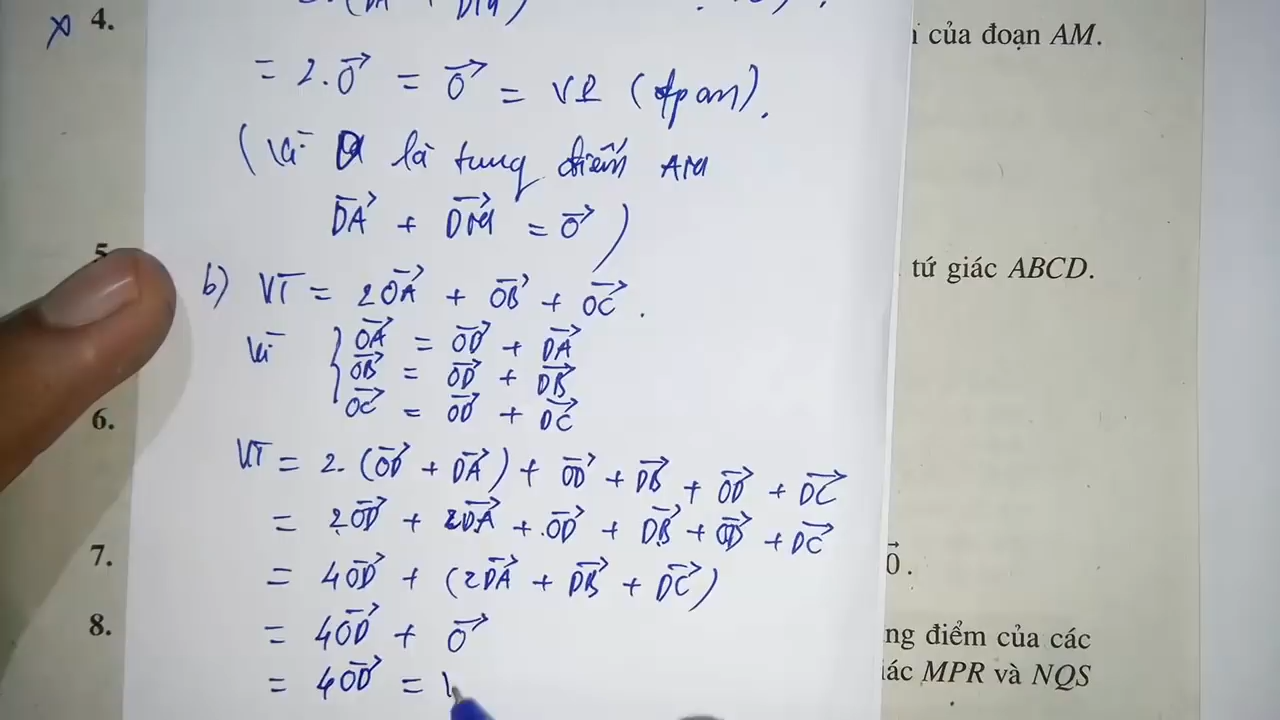 4.
= 2.0⃗ = 0⃗ = VP (đpcm).
(Vì D là trung điểm AM
DA⃗ + DM⃗ = 0⃗ )
b) VT = 2OA⃗ + OB⃗ + OC⃗ .
Vì { OA⃗ = OD⃗ + DA⃗
OB⃗ = OD⃗ + DB⃗
OC⃗ = OD⃗ + DC⃗
VT = 2.(OD⃗ + DA⃗) + OD⃗ + DB⃗ + OD⃗ + DC⃗
= 2OD⃗ + 2DA⃗ + OD⃗ + DB⃗ + OD⃗ + DC⃗
= 4OD⃗ + (2DA⃗ + DB⃗ + DC⃗)
= 4OD⃗ + 0⃗
= 4OD⃗ =
của đoạn AM.
5
tứ giác ABCD.
6.
7.
0⃗.
8.
điểm của các
MPR và NQS